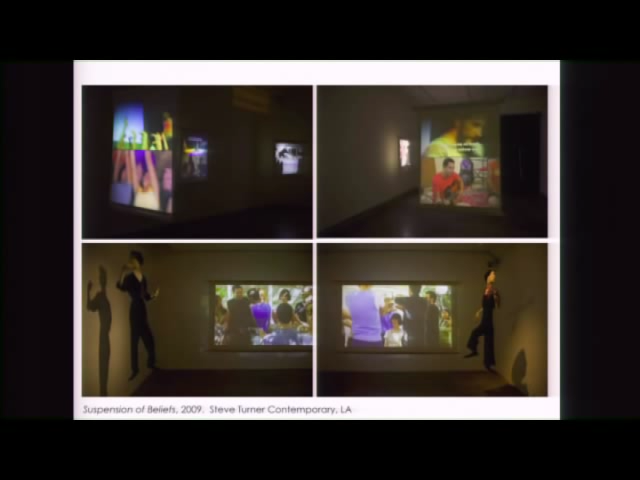 Suspension of Beliefs, 2009. Steve Turner Contemporary, LA